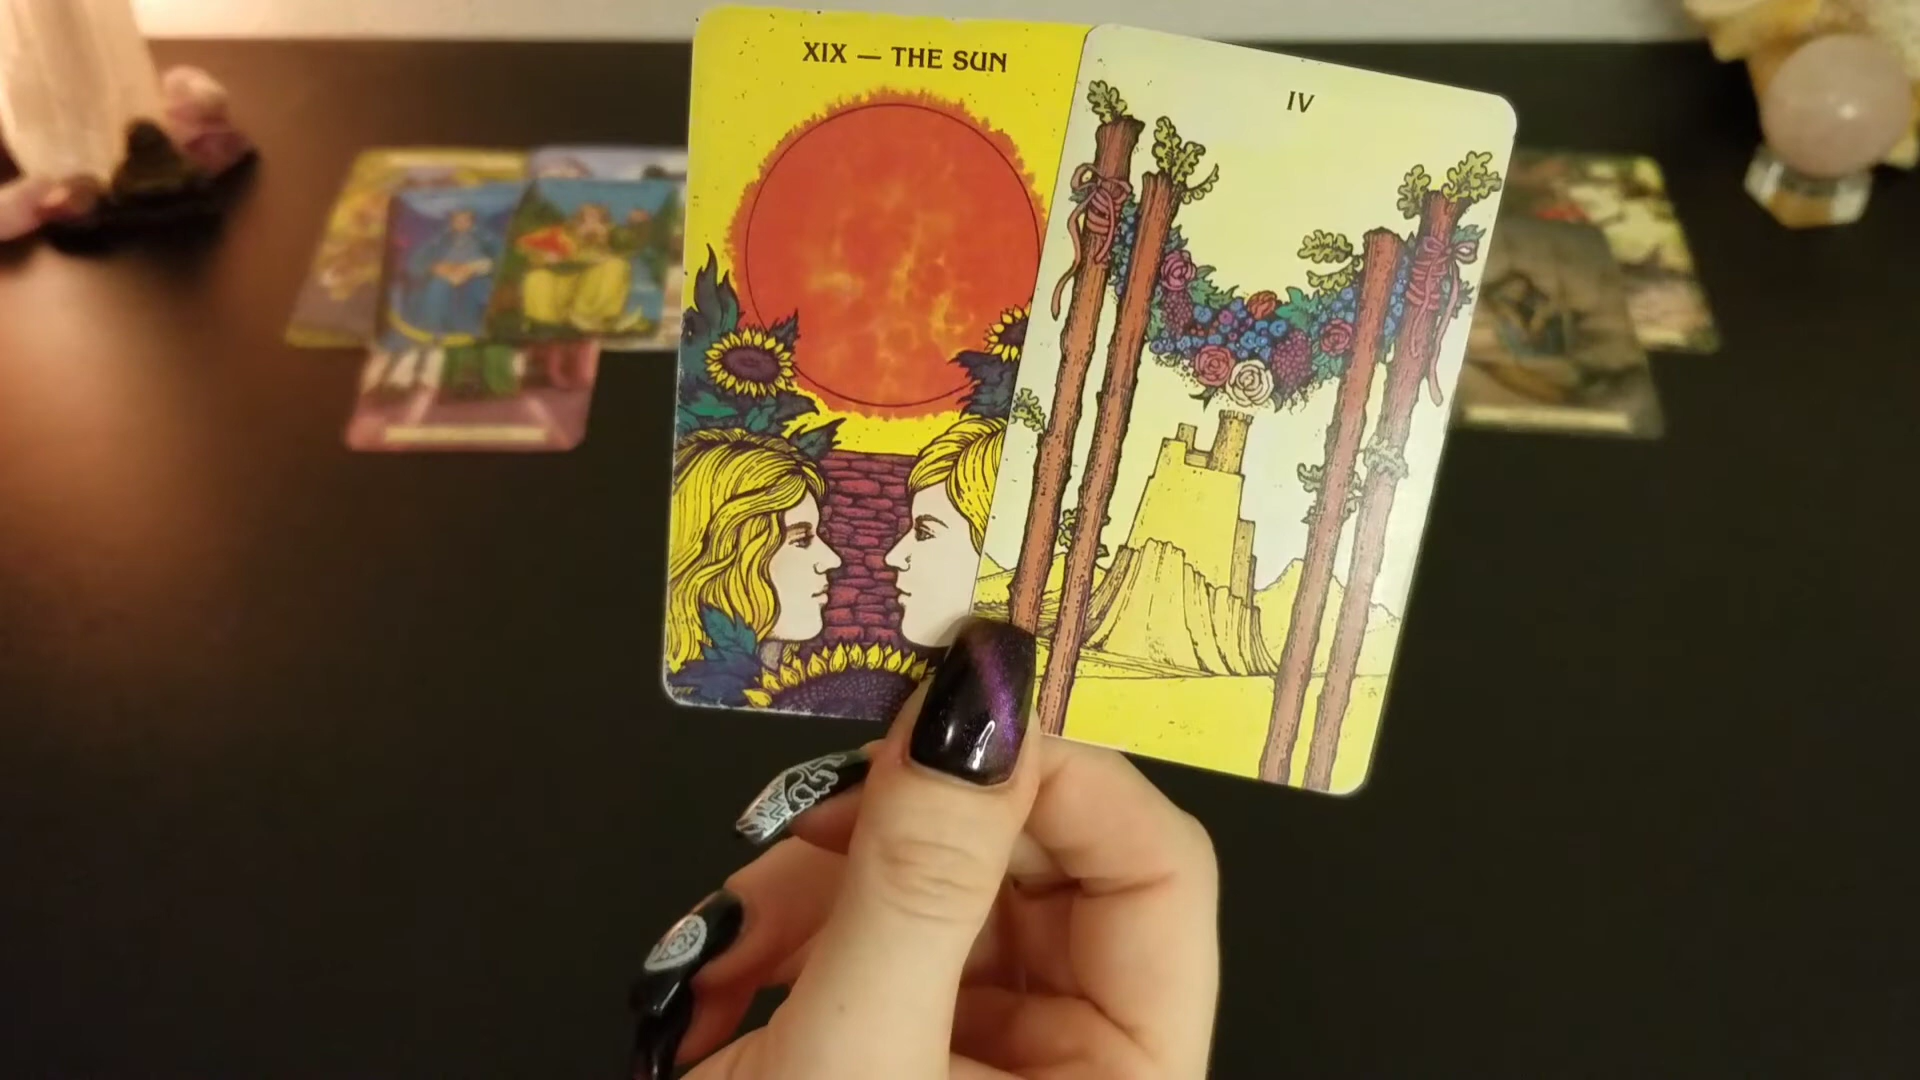 XIX — THE SUN
IV